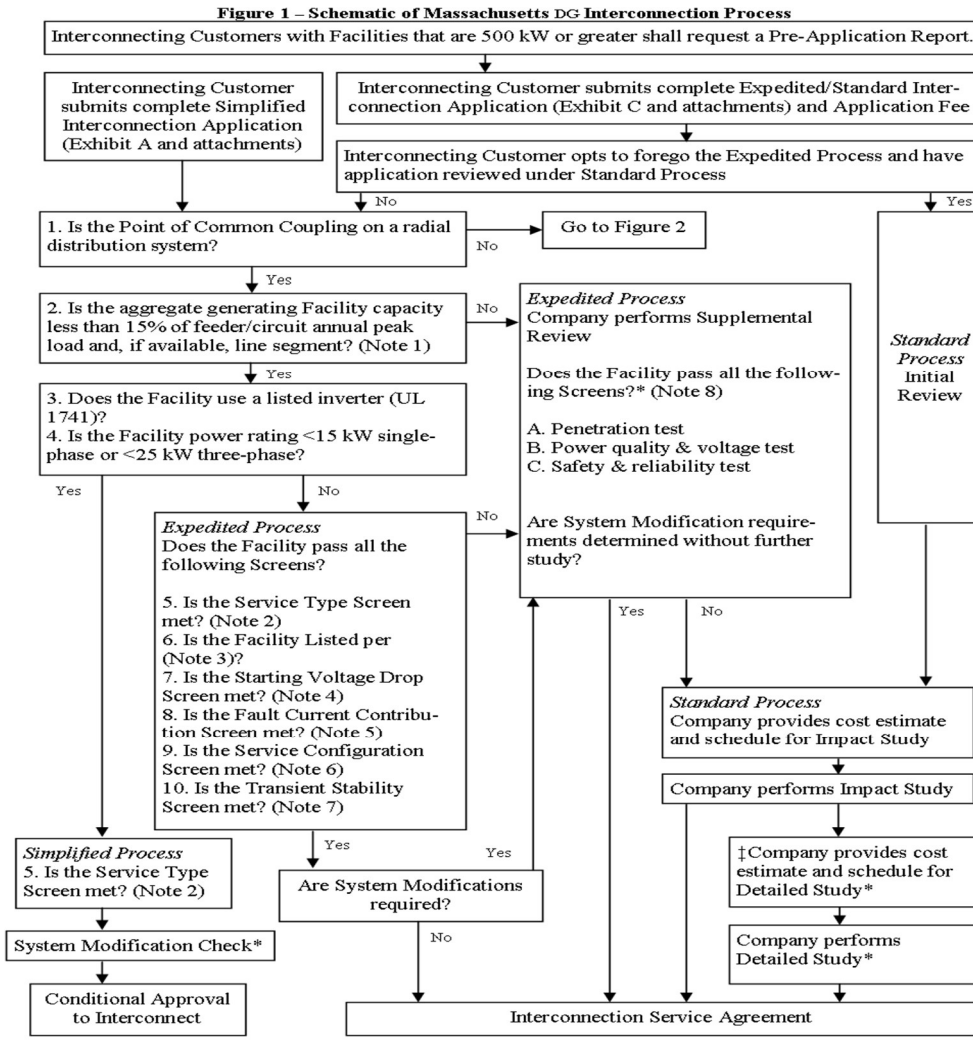 Figure 1 – Schematic of Massachusetts DG Interconnection Process
Interconnecting Customers with Facilities that are 500 kW or greater shall request a Pre-Application Report.
Interconnecting Customer
submits complete Simplified
Interconnection Application
(Exhibit A and attachments)
Interconnecting Customer submits complete Expedited/Standard Inter-
connection Application (Exhibit C and attachments) and Application Fee
Interconnecting Customer opts to forego the Expedited Process and have
application reviewed under Standard Process
No
Yes
1. Is the Point of Common Coupling on a radial
distribution system?
No
Go to Figure 2
Yes
2. Is the aggregate generating Facility capacity
less than 15% of feeder/circuit annual peak
load and, if available, line segment? (Note 1)
No
Yes
3. Does the Facility use a listed inverter (UL
1741)?
4. Is the Facility power rating <15 kW single-
phase or <25 kW three-phase?
Yes
No
Expedited Process
Company performs Supplemental
Review
Does the Facility pass all the follow-
ing Screens?* (Note 8)
A. Penetration test
B. Power quality & voltage test
C. Safety & reliability test
Are System Modification require-
ments determined without further
study?
Standard
Process
Initial
Review
Expedited Process
Does the Facility pass all the
following Screens?
5. Is the Service Type Screen
met? (Note 2)
6. Is the Facility Listed per
(Note 3)?
7. Is the Starting Voltage Drop
Screen met? (Note 4)
8. Is the Fault Current Contribu-
tion Screen met? (Note 5)
9. Is the Service Configuration
Screen met? (Note 6)
10. Is the Transient Stability
Screen met? (Note 7)
No
Yes
No
Standard Process
Company provides cost estimate
and schedule for Impact Study
Company performs Impact Study
Simplified Process
5. Is the Service Type
Screen met? (Note 2)
Yes
Yes
Are System Modifications
required?
No
‡Company provides cost
estimate and schedule for
Detailed Study*
System Modification Check*
Company performs
Detailed Study*
Conditional Approval
to Interconnect
Interconnection Service Agreement